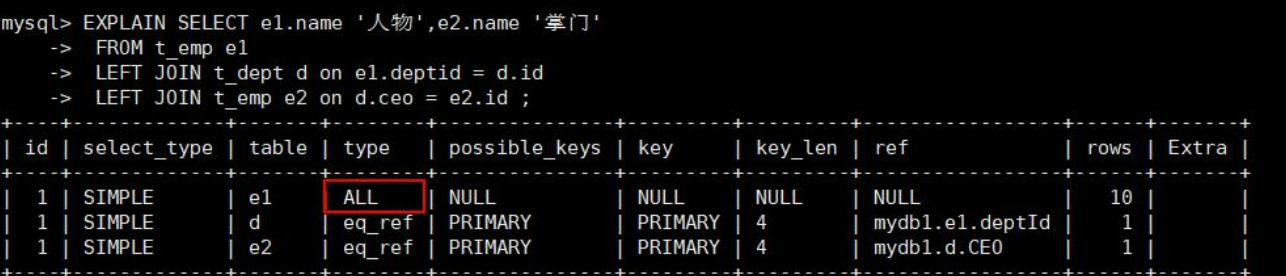 mysql> EXPLAIN SELECT e1.name '人物',e2.name '掌门'
    ->  FROM t_emp e1
    ->  LEFT JOIN t_dept d on e1.deptid = d.id
    ->  LEFT JOIN t_emp e2 on d.ceo = e2.id ;
+----+-------------+-------+--------+---------------+---------+---------+-----------------+------+-------+
| id | select_type | table | type   | possible_keys | key     | key_len | ref             | rows | Extra |
+----+-------------+-------+--------+---------------+---------+---------+-----------------+------+-------+
|  1 | SIMPLE      | e1    | ALL    | NULL          | NULL    | NULL    | NULL            |   10 |       |
|  1 | SIMPLE      | d     | eq_ref | PRIMARY       | PRIMARY | 4       | mydb1.e1.deptId |    1 |       |
|  1 | SIMPLE      | e2    | eq_ref | PRIMARY       | PRIMARY | 4       | mydb1.d.CEO     |    1 |       |
+----+-------------+-------+--------+---------------+---------+---------+-----------------+------+-------+